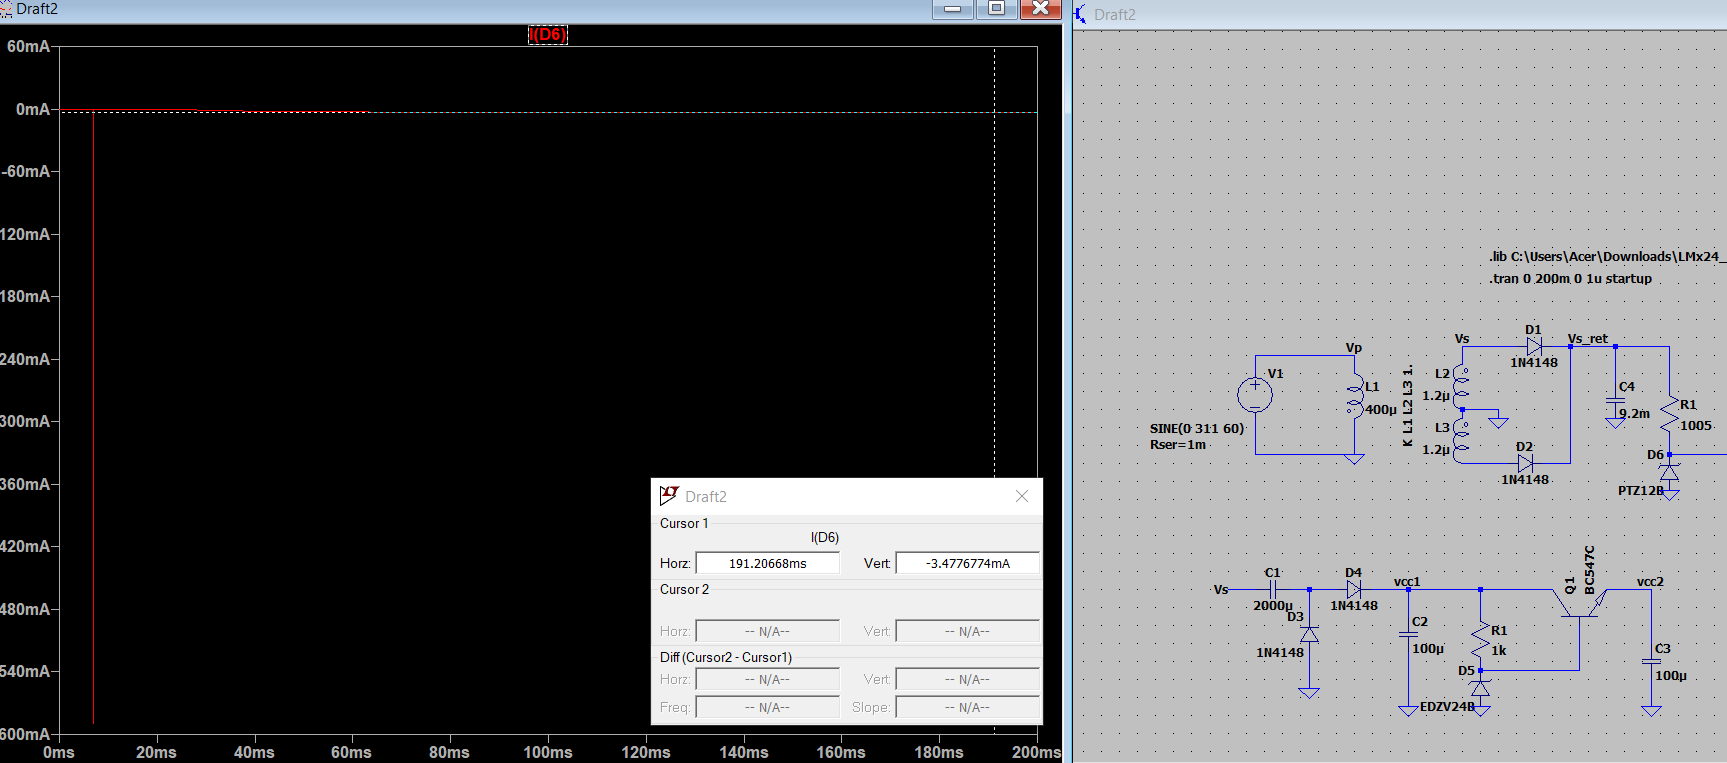 Draft2
I(D6)
60mA
0mA
-60mA
120mA
180mA
240mA
300mA
360mA
420mA
480mA
540mA
600mA
0ms 20ms 40ms 60ms 80ms 100ms 120ms 140ms 160ms 180ms 200ms
Draft2
Cursor 1
I(D6)
Horz: 191.20668ms Vert: -3.4776774mA
Cursor 2
Horz: -- N/A-- Vert: -- N/A--
Diff (Cursor2 - Cursor1)
Horz: -- N/A-- Vert: -- N/A--
Freq: -- N/A-- Slope: -- N/A--
Draft2
.lib C:\Users\Acer\Downloads\LMx24_
.tran 0 200m 0 1u startup
Vp
V1
SINE(0 311 60)
Rser=1m
L1
400µ
K L1 L2 L3 1.
Vs
L2
1.2µ
L3
1.2µ
D1
1N4148
D2
1N4148
Vs_ret
C4
9.2m
R1
1005
D6
PTZ12B
Vs
C1
2000µ
D3
1N4148
D4
1N4148
vcc1
C2
100µ
R1
1k
D5
EDZV24B
Q1
BC547C
vcc2
C3
100µ